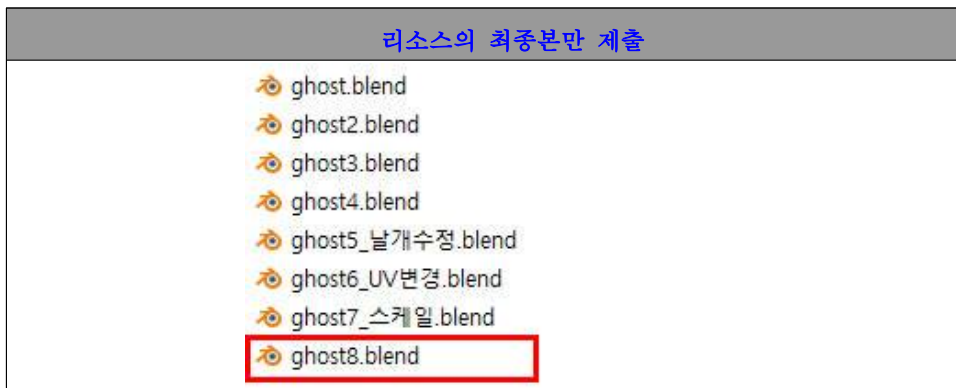 리소스의 최종본만 제출
ghost.blend
ghost2.blend
ghost3.blend
ghost4.blend
ghost5_날개수정.blend
ghost6_UV변경.blend
ghost7_스케일.blend
ghost8.blend